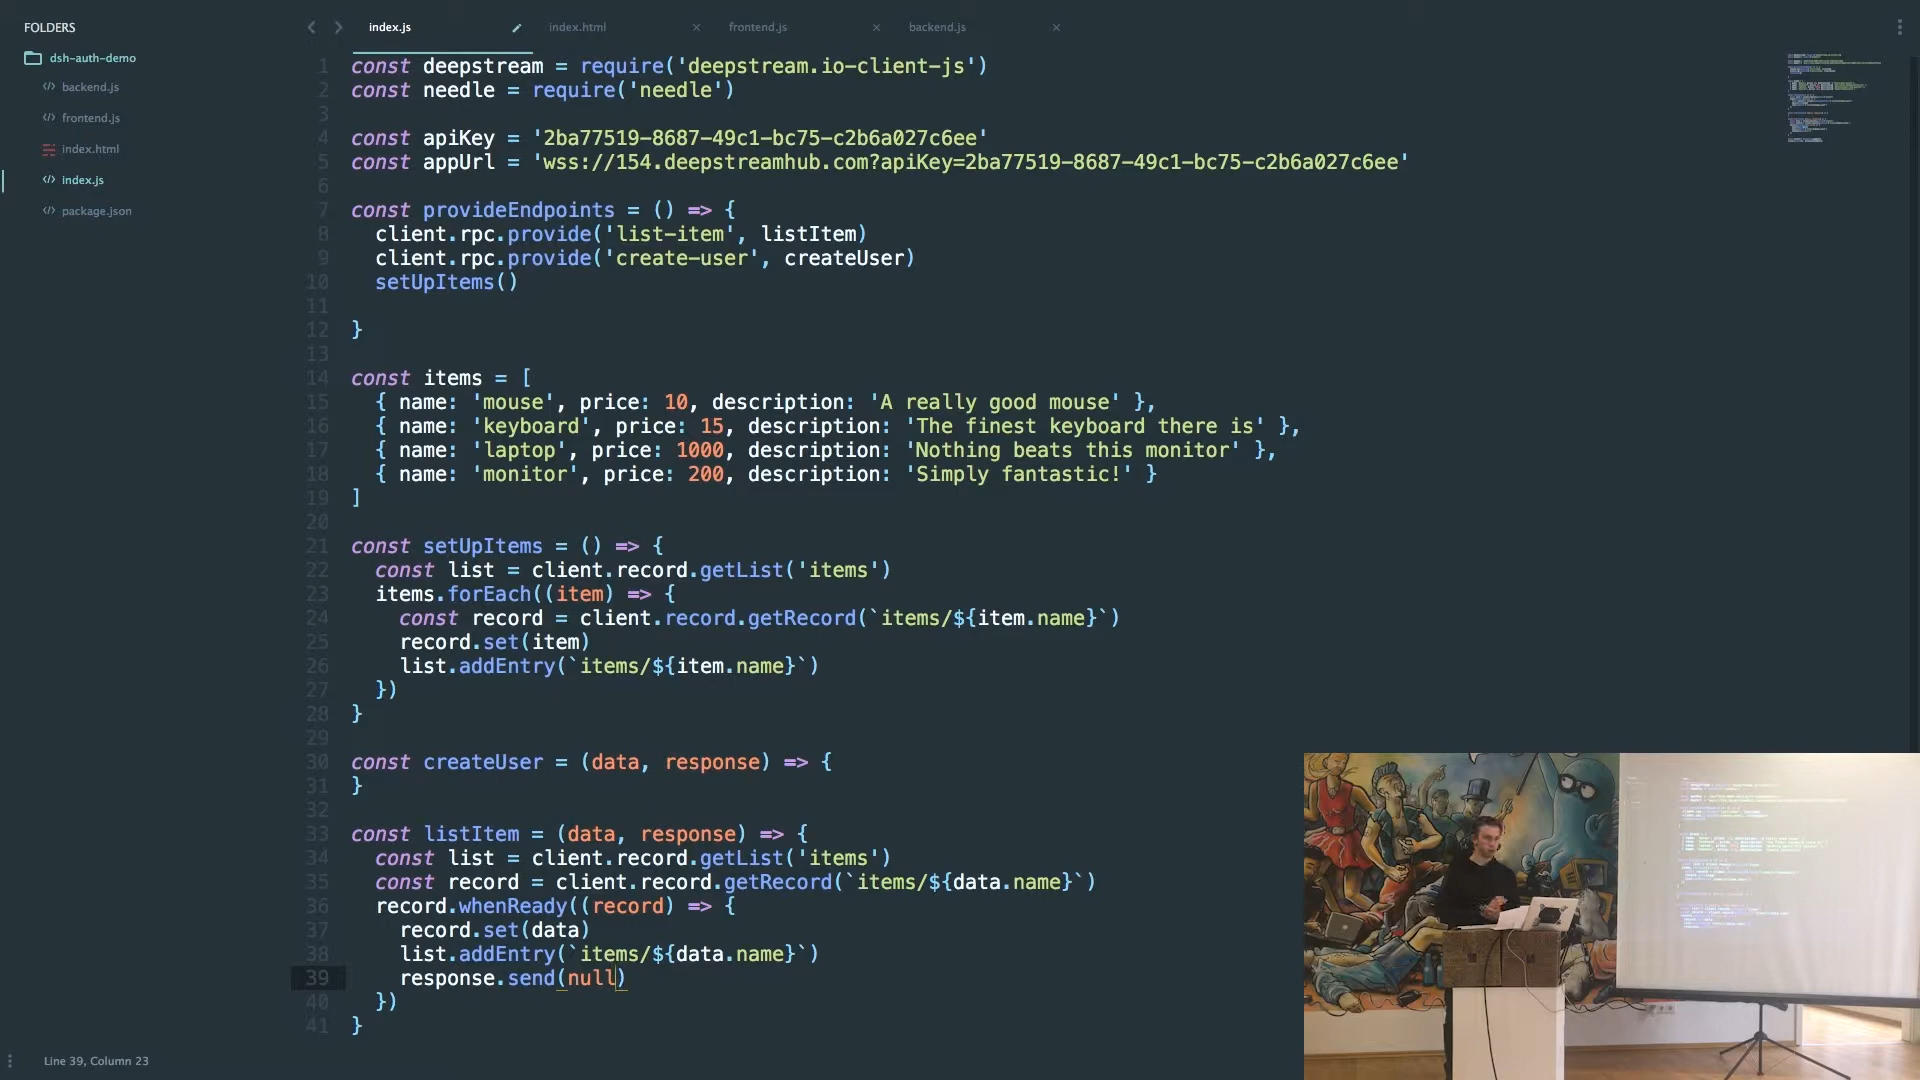 FOLDERS
dsh-auth-demo
backend.js
frontend.js
index.html
index.js
package.json
index.js
index.html
frontend.js
backend.js
1 const deepstream = require('deepstream.io-client-js')
2 const needle = require('needle')
3
4 const apiKey = '2ba77519-8687-49c1-bc75-c2b6a027c6ee'
5 const appUrl = 'wss://154.deepstreamhub.com?apiKey=2ba77519-8687-49c1-bc75-c2b6a027c6ee'
6
7 const provideEndpoints = () => {
8 client.rpc.provide('list-item', listItem)
9 client.rpc.provide('create-user', createUser)
10 setUpItems()
11
12 }
13
14 const items = [
15 { name: 'mouse', price: 10, description: 'A really good mouse' },
16 { name: 'keyboard', price: 15, description: 'The finest keyboard there is' },
17 { name: 'laptop', price: 1000, description: 'Nothing beats this monitor' },
18 { name: 'monitor', price: 200, description: 'Simply fantastic!' }
19 ]
20
21 const setUpItems = () => {
22 const list = client.record.getList('items')
23 items.forEach((item) => {
24 const record = client.record.getRecord(`items/${item.name}`)
25 record.set(item)
26 list.addEntry(`items/${item.name}`)
27 })
28 }
29
30 const createUser = (data, response) => {
31 }
32
33 const listItem = (data, response) => {
34 const list = client.record.getList('items')
35 const record = client.record.getRecord(`items/${data.name}`)
36 record.whenReady((record) => {
37 record.set(data)
38 list.addEntry(`items/${data.name}`)
39 response.send(null)
40 })
41 }
Line 39, Column 23